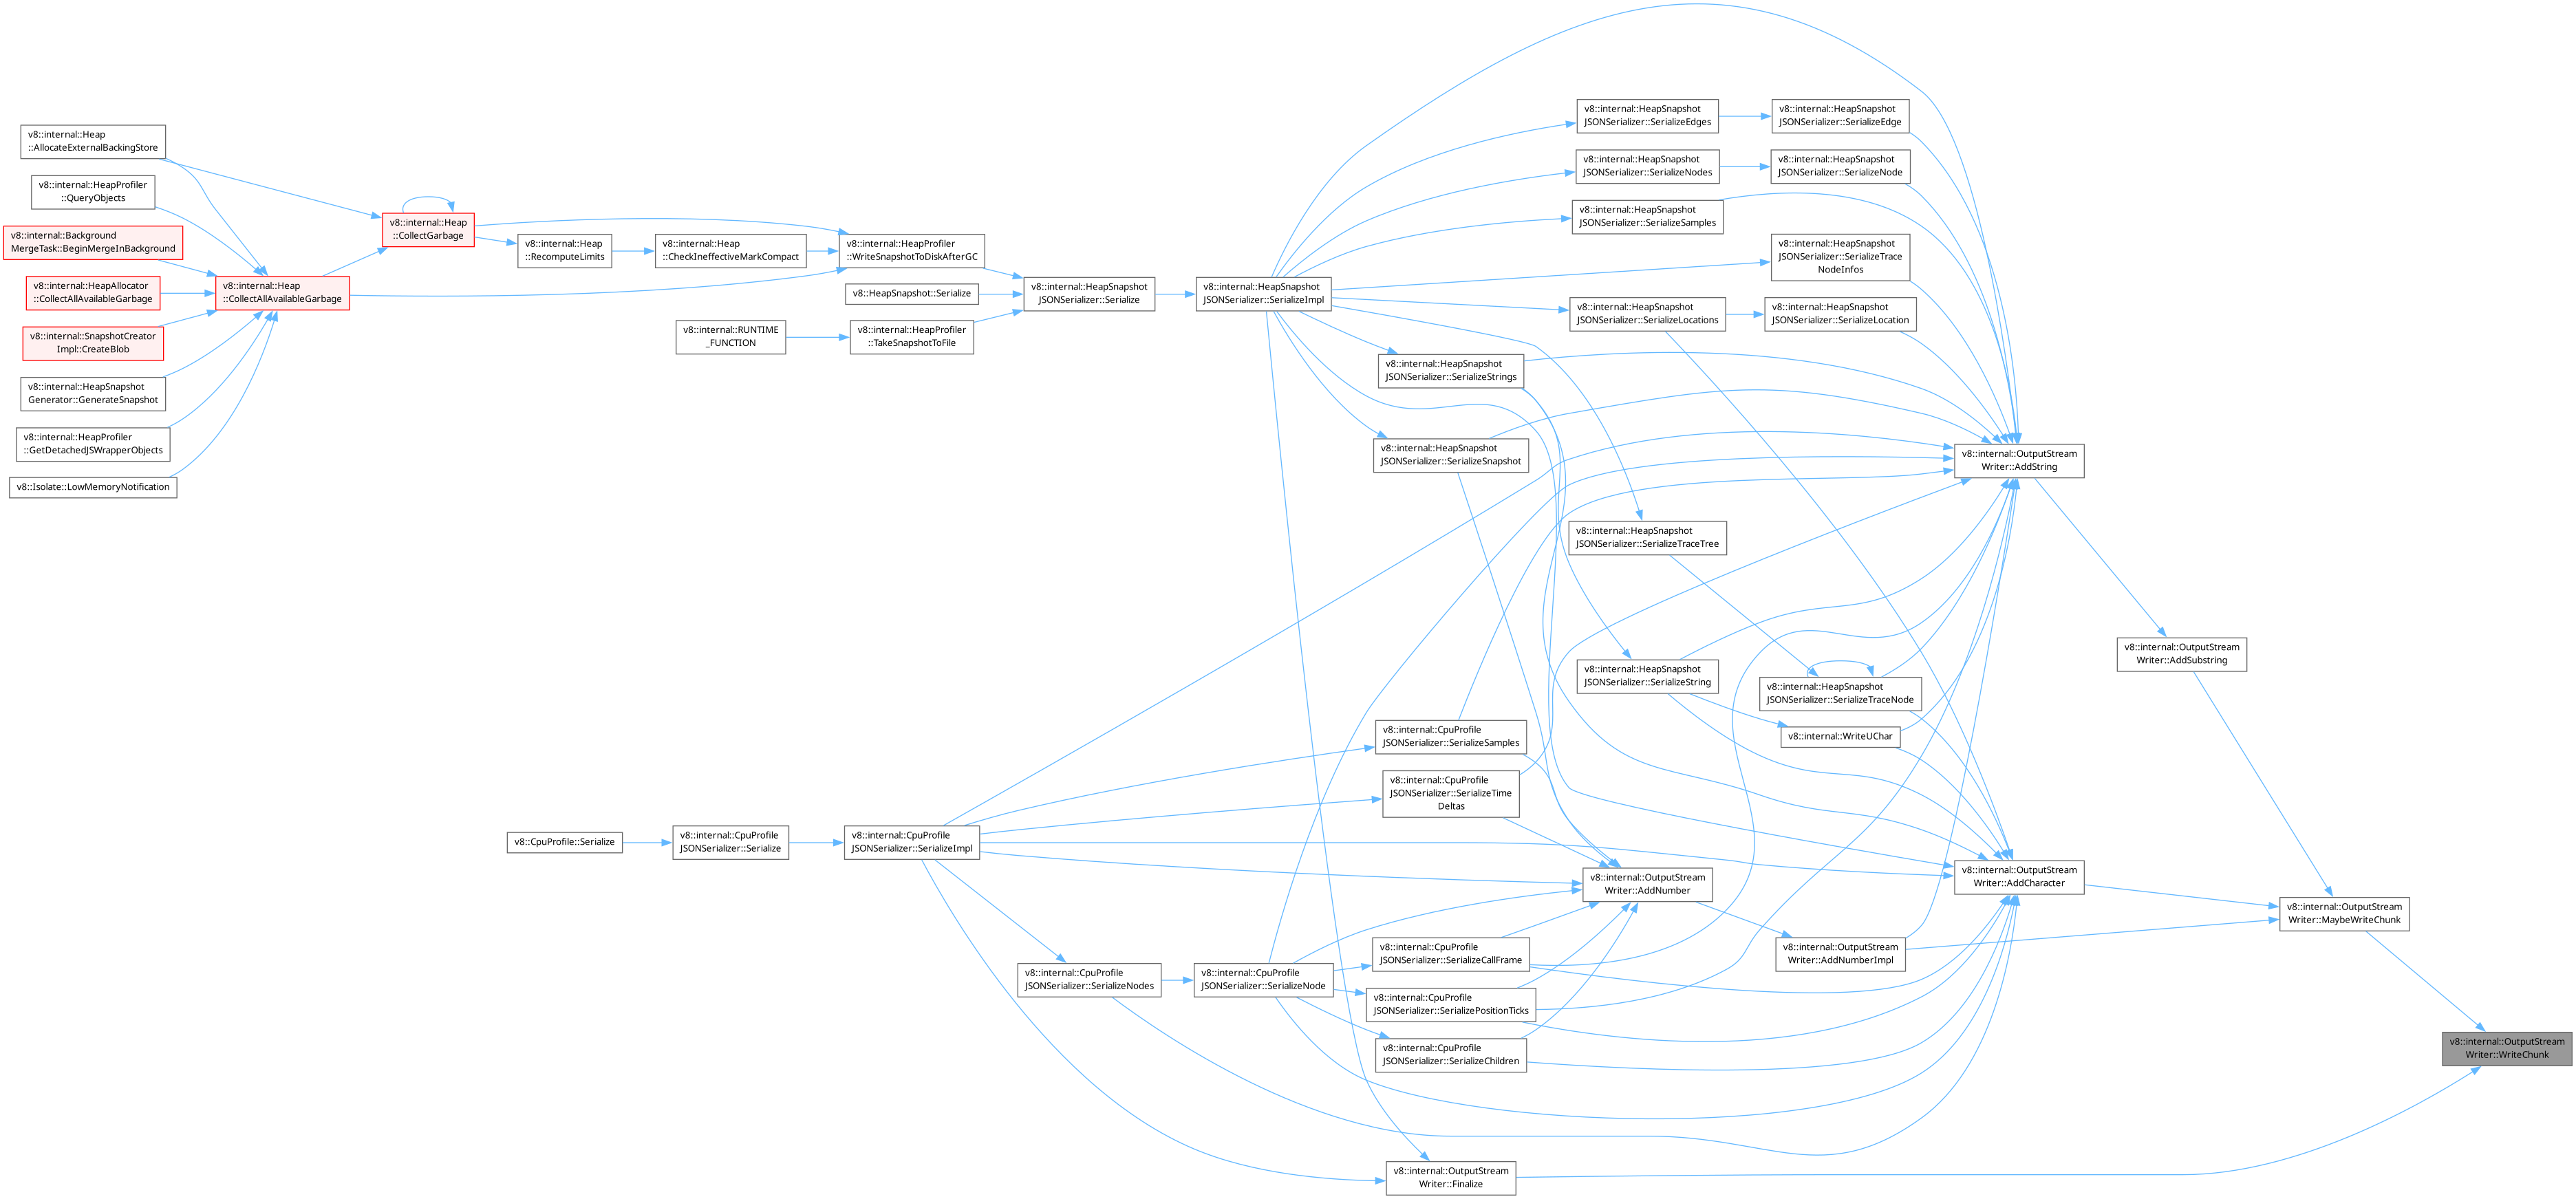 v8::internal::HeapSnapshot
JSONSerializer::SerializeEdges
v8::internal::HeapSnapshot
JSONSerializer::SerializeEdge
v8::internal::Heap
::AllocateExternalBackingStore
v8::internal::HeapSnapshot
JSONSerializer::SerializeNodes
v8::internal::HeapSnapshot
JSONSerializer::SerializeNode
v8::internal::HeapProfiler
::QueryObjects
v8::internal::Heap
::CollectGarbage
v8::internal::HeapSnapshot
JSONSerializer::SerializeSamples
v8::internal::Background
MergeTask::BeginMergeInBackground
v8::internal::Heap
::RecomputeLimits
v8::internal::Heap
::CheckIneffectiveMarkCompact
v8::internal::HeapProfiler
::WriteSnapshotToDiskAfterGC
v8::internal::HeapSnapshot
JSONSerializer::SerializeTrace
NodeInfos
v8::internal::HeapAllocator
::CollectAllAvailableGarbage
v8::internal::Heap
::CollectAllAvailableGarbage
v8::HeapSnapshot::Serialize
v8::internal::HeapSnapshot
JSONSerializer::Serialize
v8::internal::HeapSnapshot
JSONSerializer::SerializeImpl
v8::internal::HeapSnapshot
JSONSerializer::SerializeLocations
v8::internal::HeapSnapshot
JSONSerializer::SerializeLocation
v8::internal::SnapshotCreator
Impl::CreateBlob
v8::internal::RUNTIME
_FUNCTION
v8::internal::HeapProfiler
::TakeSnapshotToFile
v8::internal::HeapSnapshot
JSONSerializer::SerializeStrings
v8::internal::HeapSnapshot
Generator::GenerateSnapshot
v8::internal::HeapProfiler
::GetDetachedJSWrapperObjects
v8::internal::HeapSnapshot
JSONSerializer::SerializeSnapshot
v8::internal::OutputStream
Writer::AddString
v8::Isolate::LowMemoryNotification
v8::internal::HeapSnapshot
JSONSerializer::SerializeTraceTree
v8::internal::OutputStream
Writer::AddSubstring
v8::internal::HeapSnapshot
JSONSerializer::SerializeString
v8::internal::HeapSnapshot
JSONSerializer::SerializeTraceNode
v8::internal::CpuProfile
JSONSerializer::SerializeSamples
v8::internal::WriteUChar
v8::internal::CpuProfile
JSONSerializer::SerializeTime
Deltas
v8::CpuProfile::Serialize
v8::internal::CpuProfile
JSONSerializer::Serialize
v8::internal::CpuProfile
JSONSerializer::SerializeImpl
v8::internal::OutputStream
Writer::AddNumber
v8::internal::OutputStream
Writer::AddCharacter
v8::internal::OutputStream
Writer::MaybeWriteChunk
v8::internal::CpuProfile
JSONSerializer::SerializeCallFrame
v8::internal::OutputStream
Writer::AddNumberImpl
v8::internal::CpuProfile
JSONSerializer::SerializeNodes
v8::internal::CpuProfile
JSONSerializer::SerializeNode
v8::internal::CpuProfile
JSONSerializer::SerializePositionTicks
v8::internal::CpuProfile
JSONSerializer::SerializeChildren
v8::internal::OutputStream
Writer::WriteChunk
v8::internal::OutputStream
Writer::Finalize